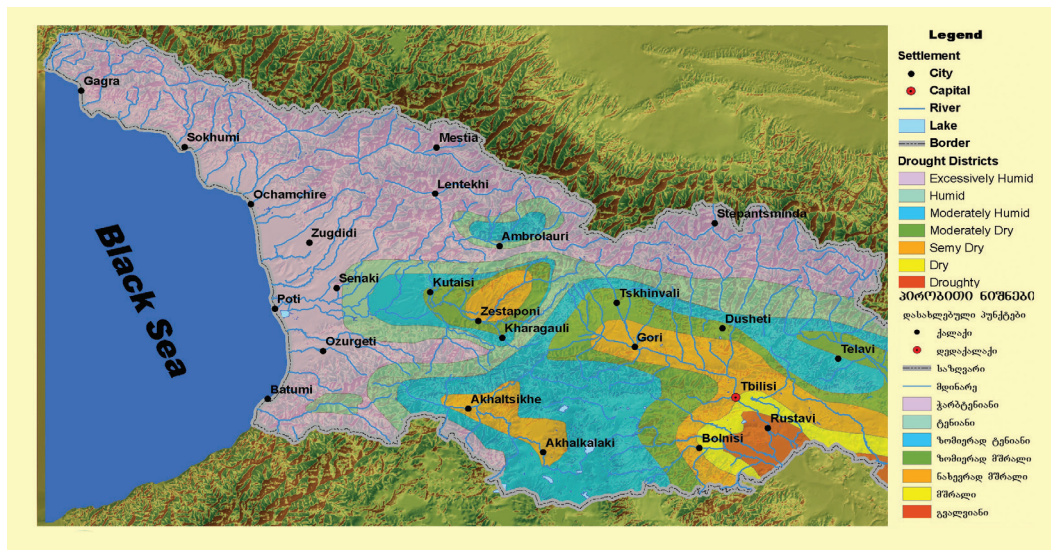 Gagra
Sokhumi
Mestia
Ochamchire
Lentekhi
Stepantsminda
Zugdidi
Ambrolauri
Black Sea
Senaki
Kutaisi
Tskhinvali
Poti
Zestaponi
Dusheti
Kharagauli
Gori
Telavi
Ozurgeti
Batumi
Tbilisi
Akhaltsikhe
Rustavi
Akhalkalaki
Bolnisi
Legend
Settlement
City
Capital
River
Lake
Border
Drought Districts
Excessively Humid
Humid
Moderately Humid
Moderately Dry
Semy Dry
Dry
Droughty
პირობითი ნიშნები
დასახლებული პუნქტები
ქალაქი
დედაქალაქი
საზღვარი
მდინარე
ჭარბტენიანი
ტენიანი
ზომიერად ტენიანი
ზომიერად მშრალი
ნახევრად მშრალი
მშრალი
გვალვიანი